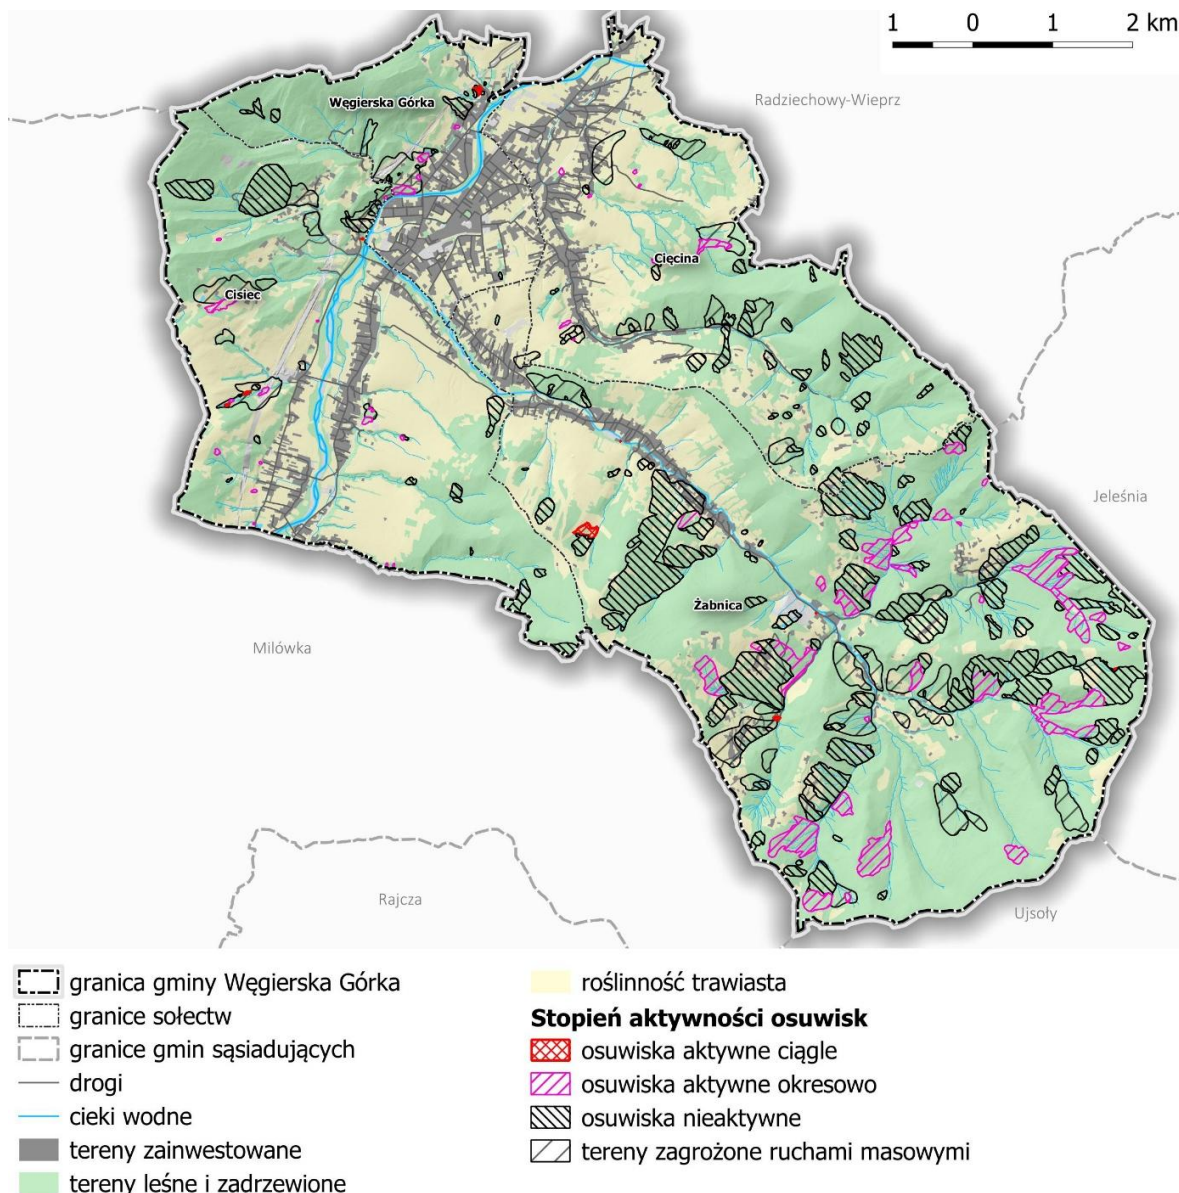 1 0 1 2 km
Radziechowy-Wieprz
Węgierska Górka
Cięcina
Cisiec
Jeleśnia
Żabnica
Milówka
Rajcza
Ujsoły
granica gminy Węgierska Górka
granice sołectw
granice gmin sąsiadujących
drogi
cieki wodne
tereny zainwestowane
tereny leśne i zadrzewione
roślinność trawiasta
Stopień aktywności osuwisk
osuwiska aktywne ciągle
osuwiska aktywne okresowo
osuwiska nieaktywne
tereny zagrożone ruchami masowymi